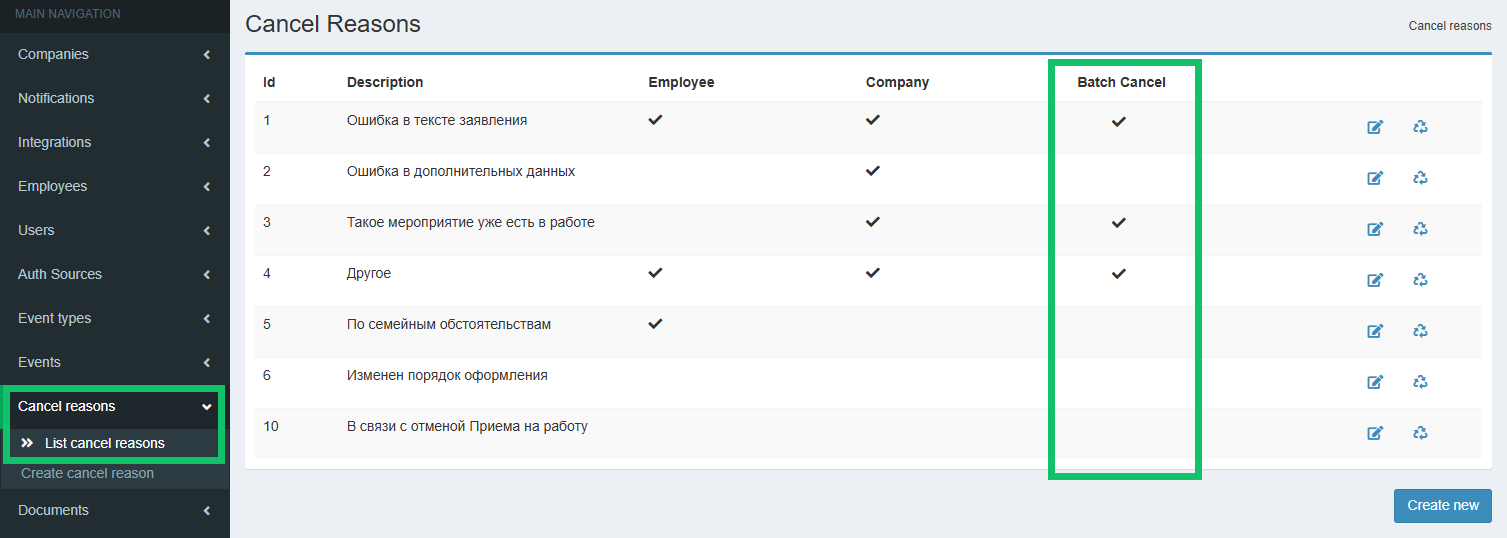 MAIN NAVIGATION
Companies
Notifications
Integrations
Employees
Users
Auth Sources
Event types
Events
Cancel reasons
List cancel reasons
Create cancel reason
Documents
Cancel Reasons
Cancel reasons
Id Description Employee Company Batch Cancel
1 Ошибка в тексте заявления
2 Ошибка в дополнительных данных
3 Такое мероприятие уже есть в работе
4 Другое
5 По семейным обстоятельствам
6 Изменен порядок оформления
10 В связи с отменой Приема на работу
Create new